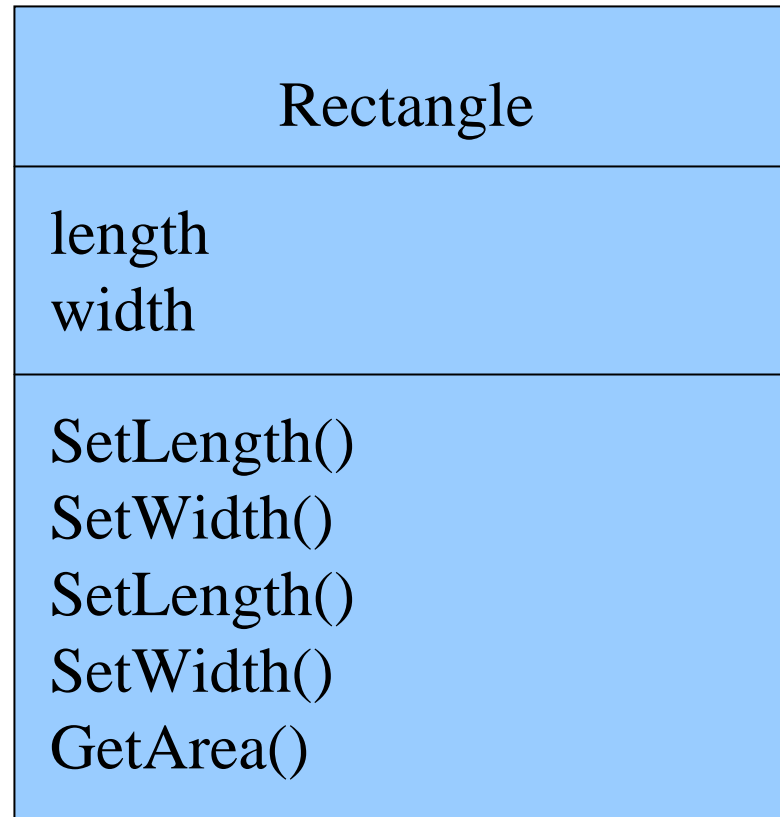 Rectangle
length
width
SetLength()
SetWidth()
SetLength()
SetWidth()
GetArea()